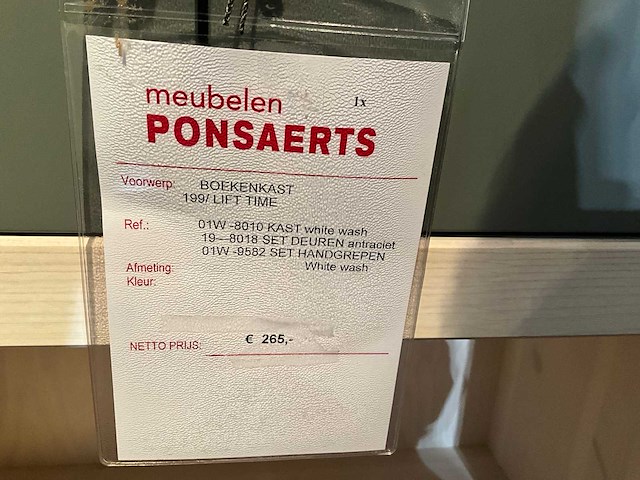 meubelen 1x
PONSAERTS
Voorwerp: BOEKENKAST
199/ LIFT TIME
Ref.: 01W -8010 KAST white wash
19---8018 SET DEUREN antraciet
01W -9582 SET HANDGREPEN
Afmeting: White wash
Kleur:
NETTO PRIJS: € 265,-